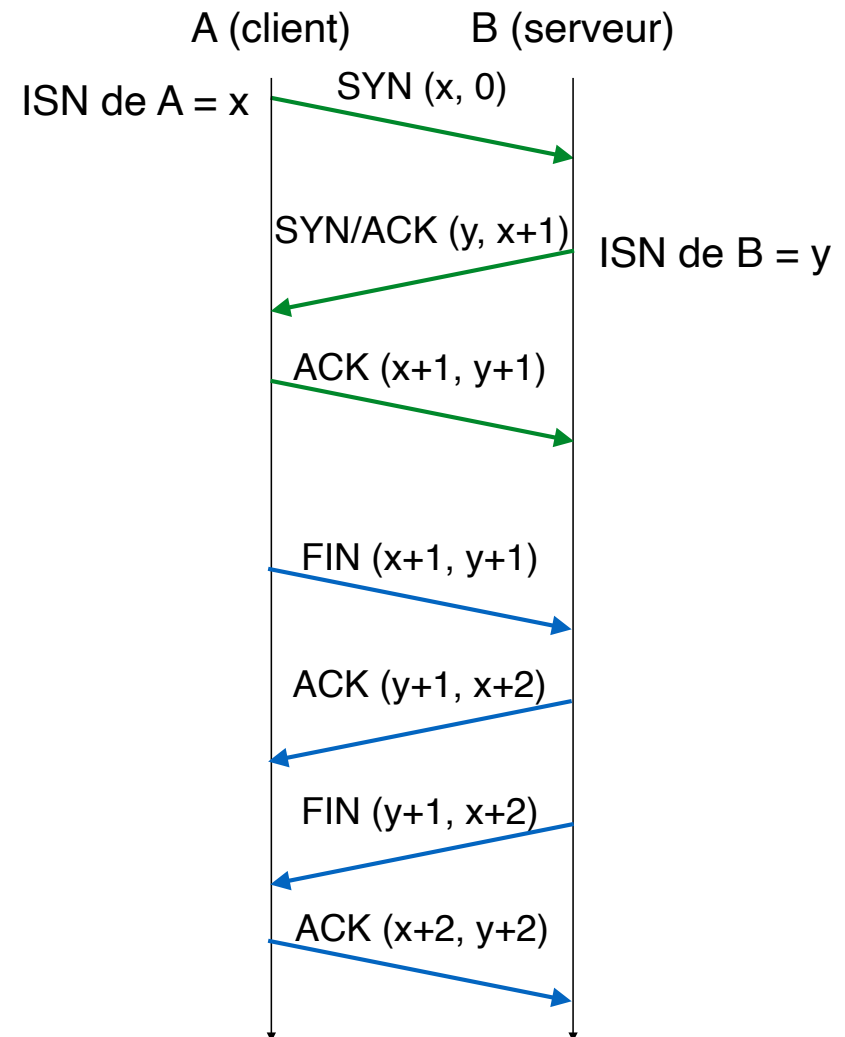 A (client)
B (serveur)
SYN (x, 0)
ISN de A = x
SYN/ACK (y, x+1)
ISN de B = y
ACK (x+1, y+1)
FIN (x+1, y+1)
ACK (y+1, x+2)
FIN (y+1, x+2)
ACK (x+2, y+2)